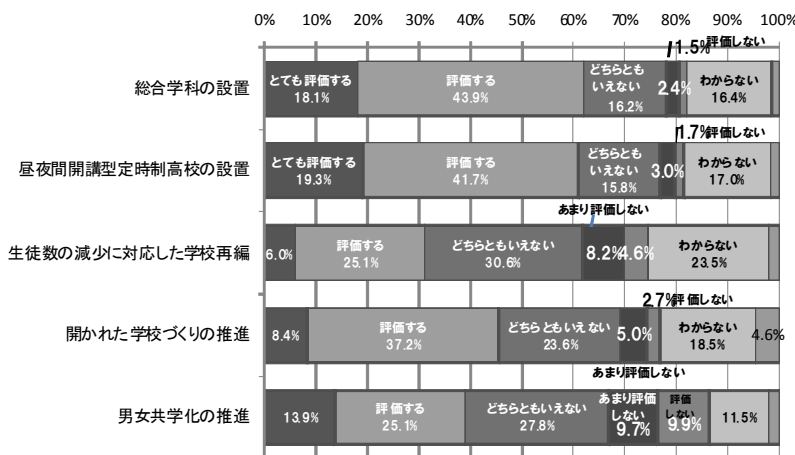 0% 10% 20% 30% 40% 50% 60% 70% 80% 90% 100%
1.5% 評価しない
総合学科の設置
とても評価する 18.1%
評価する 43.9%
どちらとも いえない 16.2%
2.4%
わからない 16.4%
1.7% 評価しない
昼夜間開講型定時制高校の設置
とても評価する 19.3%
評価する 41.7%
どちらとも いえない 15.8%
3.0%
わからない 17.0%
あまり評価しない
生徒数の減少に対応した学校再編
6.0%
評価する 25.1%
どちらともいえない 30.6%
8.2%
4.6%
わからない 23.5%
2.7% 評価しない
開かれた学校づくりの推進
8.4%
評価する 37.2%
どちらともいえない 23.6%
5.0%
わからない 18.5%
4.6%
あまり評価しない
男女共学化の推進
13.9%
評価する 25.1%
どちらともいえない 27.8%
あまり評価 しない 9.7%
評価 しない 9.9%
11.5%